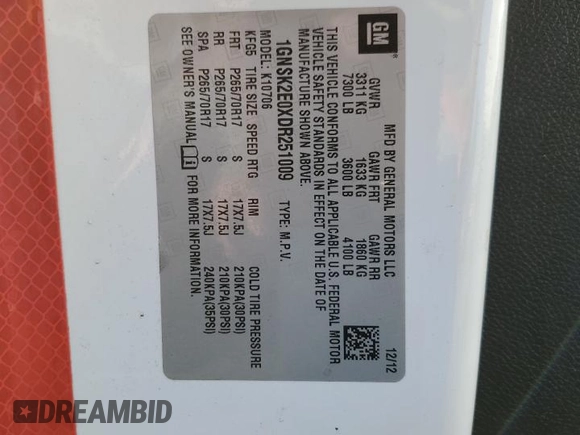 GM
MFD BY GENERAL MOTORS LLC
12/12
GVWR GAWR FRT GAWR RR
3311 KG 1633 KG 1860 KG
7300 LB 3600 LB 4100 LB
THIS VEHICLE CONFORMS TO ALL APPLICABLE U.S. FEDERAL MOTOR
VEHICLE SAFETY STANDARDS IN EFFECT ON THE DATE OF
MANUFACTURE SHOWN ABOVE.
1GNSK2E0XDR251009 TYPE: M.P.V.
MODEL: K10706
KFG5 TIRE SIZE SPEED RTG RIM COLD TIRE PRESSURE
FRT P265/70R17 S 17X7.5J 210KPA(30PSI)
RR P265/70R17 S 17X7.5J 210KPA(30PSI)
SPA P265/70R17 S 17X7.5J 240KPA(35PSI)
SEE OWNER'S MANUAL FOR MORE INFORMATION.
DREAMBID